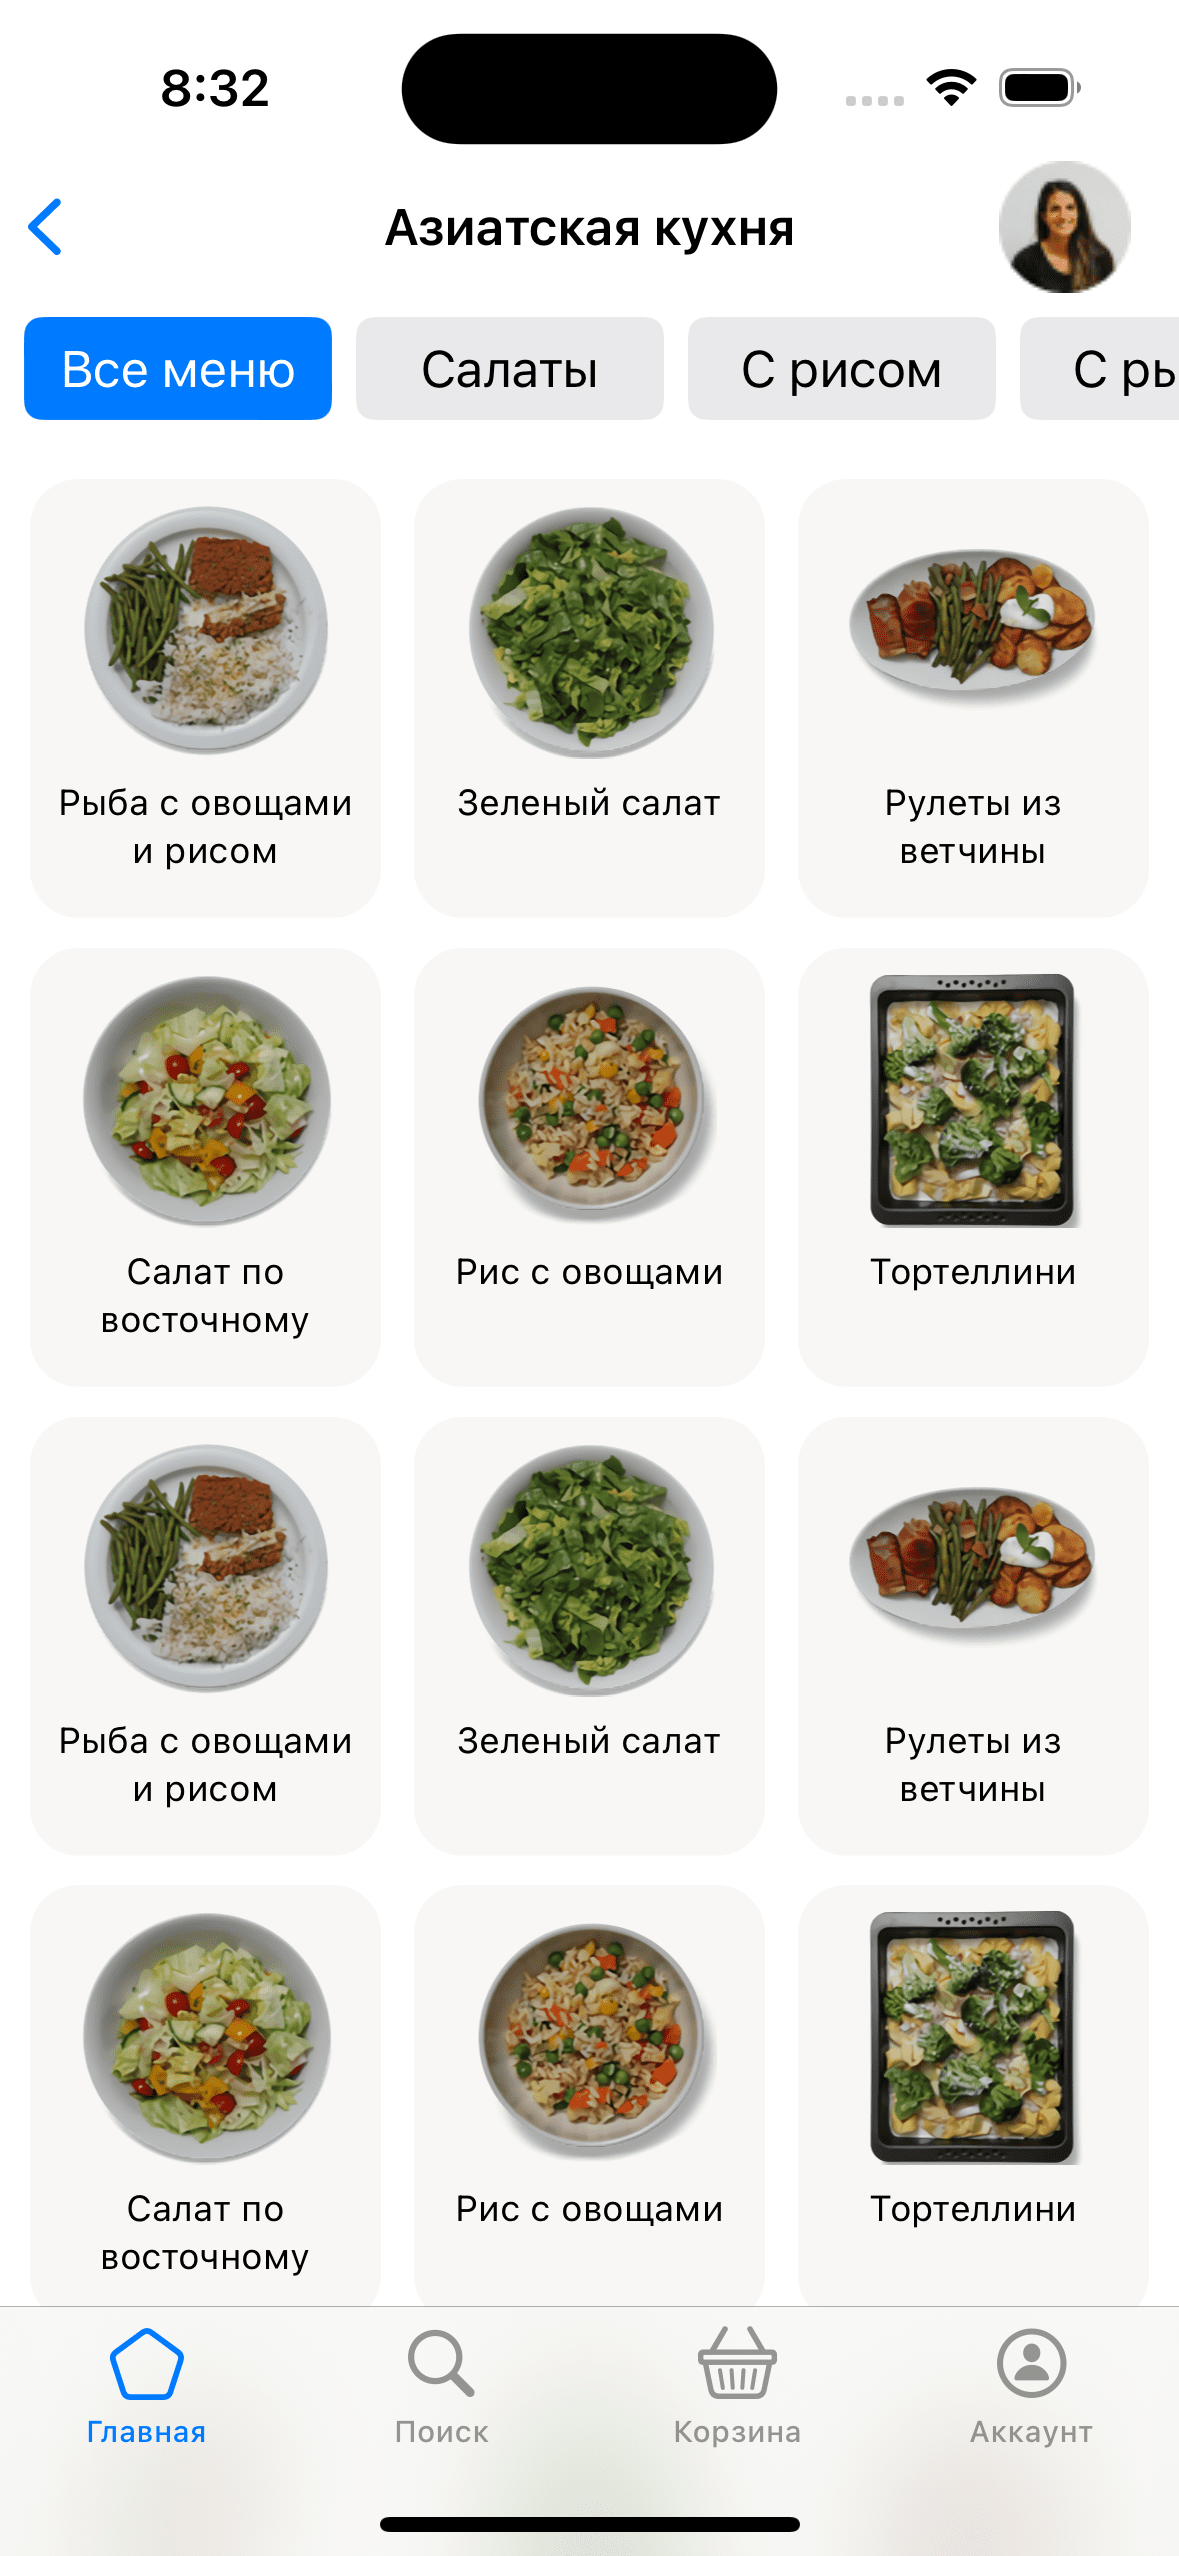 8:32
Азиатская кухня
Все меню
Салаты
С рисом
С ры
Рыба с овощами
и рисом
Зеленый салат
Рулеты из
ветчины
Салат по
восточному
Рис с овощами
Тортеллини
Рыба с овощами
и рисом
Зеленый салат
Рулеты из
ветчины
Салат по
восточному
Рис с овощами
Тортеллини
Главная
Поиск
Корзина
Аккаунт